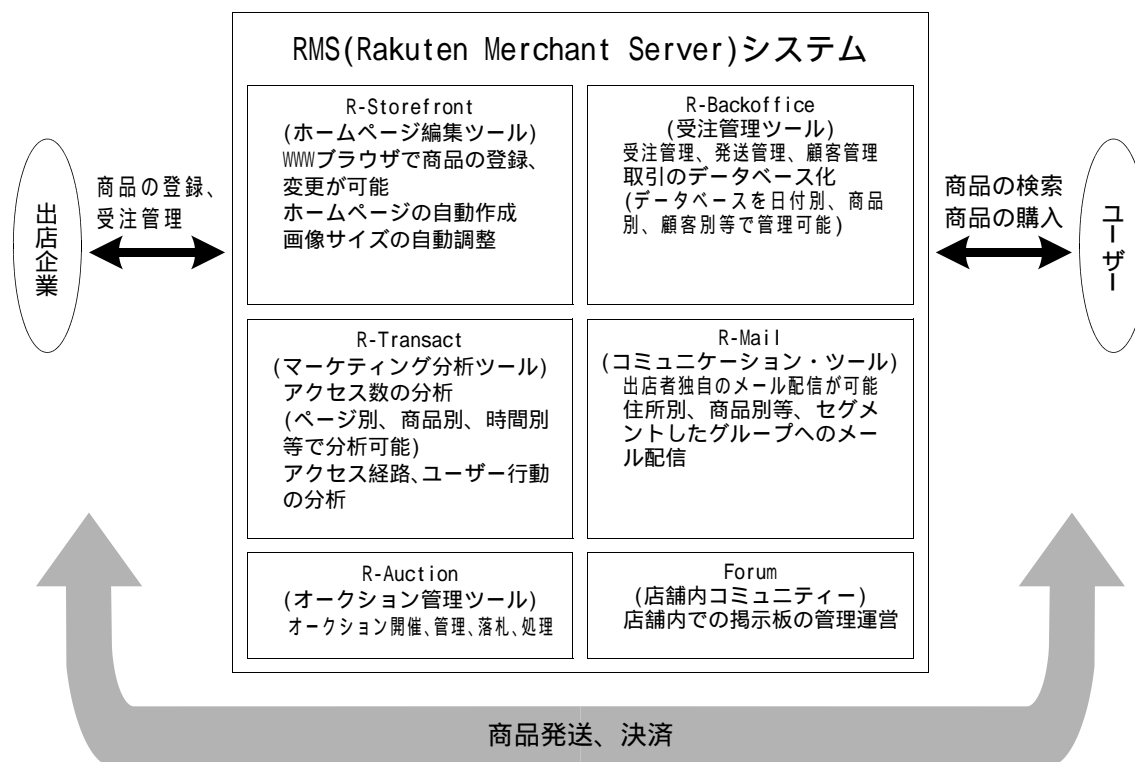 RMS(Rakuten Merchant Server)システム
出店企業
商品の登録、
受注管理
R-Storefront
(ホームページ編集ツール)
WWWブラウザで商品の登録、
変更が可能
ホームページの自動作成
画像サイズの自動調整
R-Backoffice
(受注管理ツール)
受注管理、発送管理、顧客管理
取引のデータベース化
(データベースを日付別、商品
別、顧客別等で管理可能)
商品の検索
商品の購入
ユーザー
R-Transact
(マーケティング分析ツール)
アクセス数の分析
(ページ別、商品別、時間別
等で分析可能)
アクセス経路、ユーザー行動
の分析
R-Mail
(コミュニケーション・ツール)
出店者独自のメール配信が可能
住所別、商品別等、セグメ
ントしたグループへのメー
ル配信
R-Auction
(オークション管理ツール)
オークション開催、管理、落札、処理
Forum
(店舗内コミュニティー)
店舗内での掲示板の管理運営
商品発送、決済